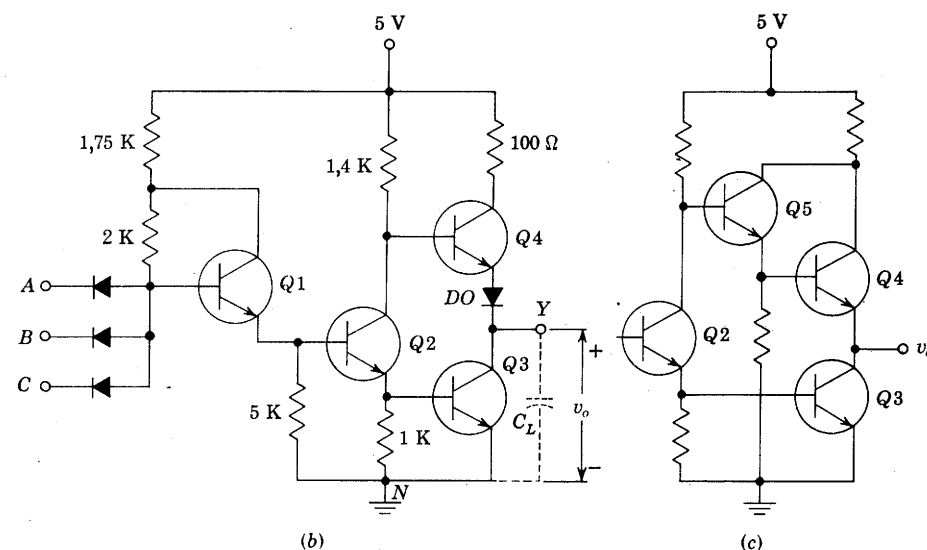 5 V
1,75 K
1,4 K
100 Ω
2 K
A
B
C
Q1
Q2
Q4
DO
Y
Q3
5 K
1 K
C_L
+
v_o
−
N
(b)
5 V
Q5
Q4
Q2
Q3
(c)